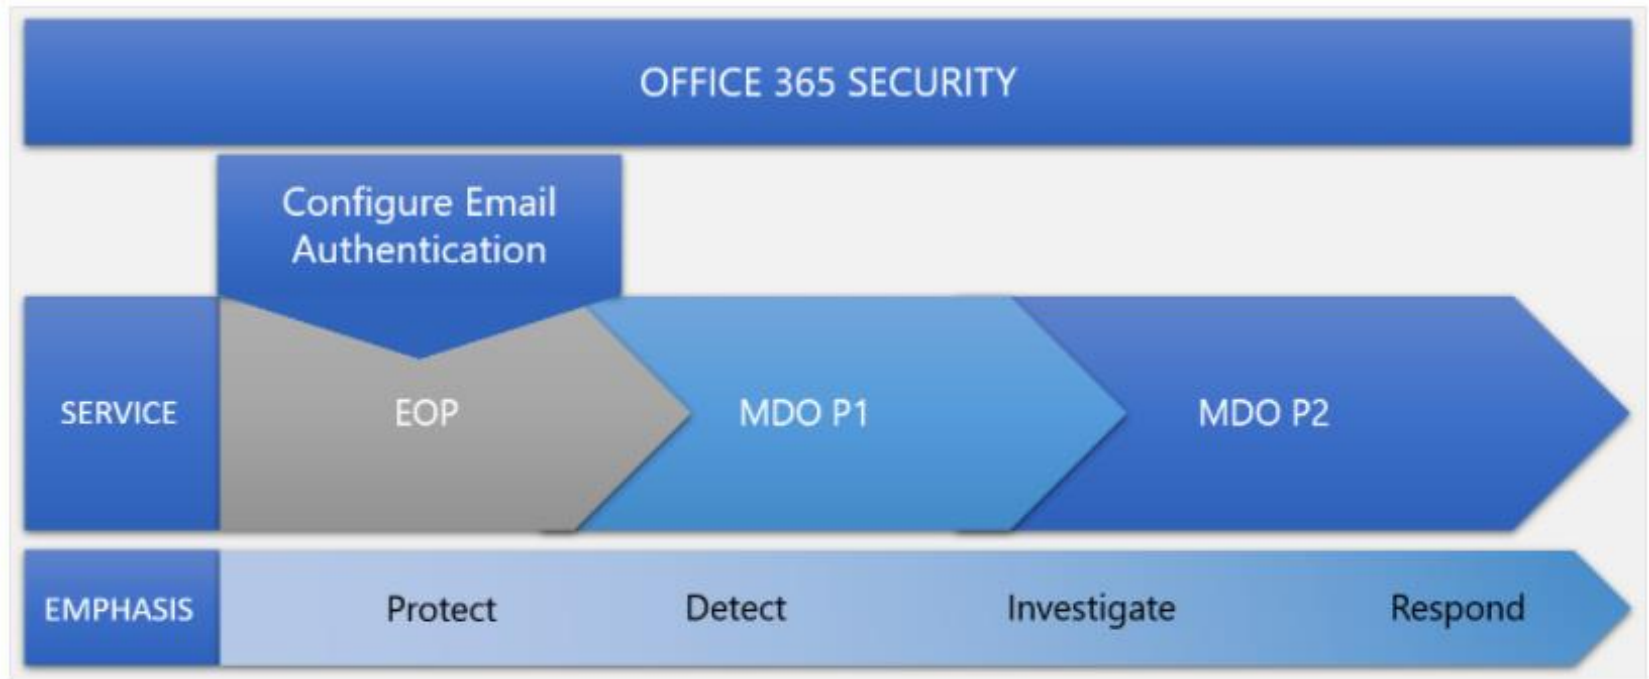 OFFICE 365 SECURITY
Configure Email
Authentication
SERVICE
EOP
MDO P1
MDO P2
EMPHASIS
Protect
Detect
Investigate
Respond